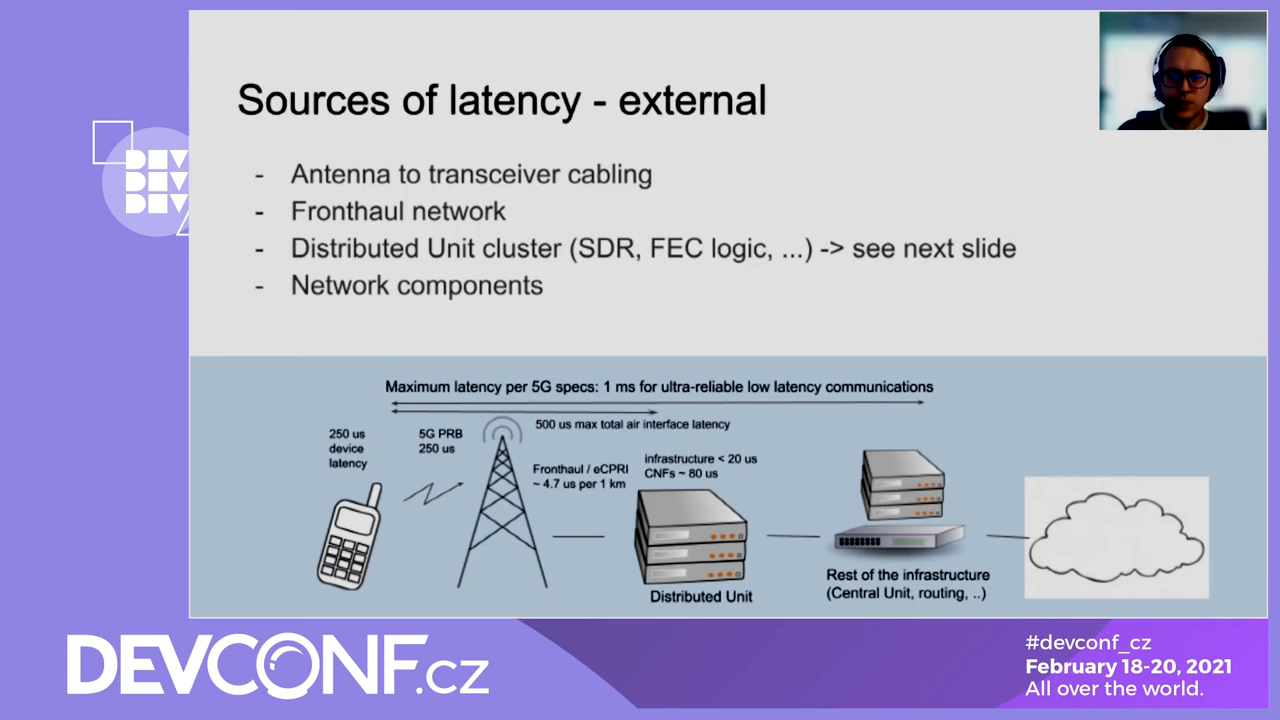 Sources of latency - external
- Antenna to transceiver cabling
- Fronthaul network
- Distributed Unit cluster (SDR, FEC logic, ...) -> see next slide
- Network components
DEV
DEV
DEV
Maximum latency per 5G specs: 1 ms for ultra-reliable low latency communications
500 us max total air interface latency
250 us
device
latency
5G PRB
250 us
Fronthaul / eCPRI
~ 4.7 us per 1 km
infrastructure < 20 us
CNFs ~ 80 us
Distributed Unit
Rest of the infrastructure
(Central Unit, routing, ..)
DEVCONF.cz
#devconf_cz
February 18-20, 2021
All over the world.